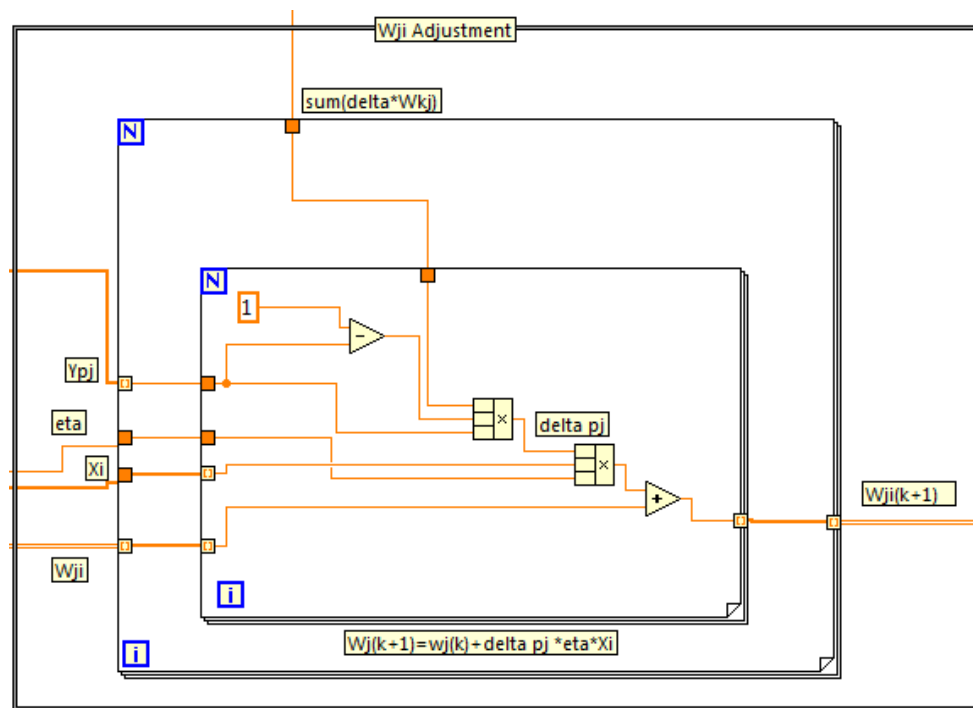 Wji Adjustment
sum(delta*Wkj)
N
N
1
-
Ypj
×
delta pj
eta
×
Xi
+
Wji(k+1)
Wji
i
Wj(k+1)=wj(k)+delta pj *eta*Xi
i